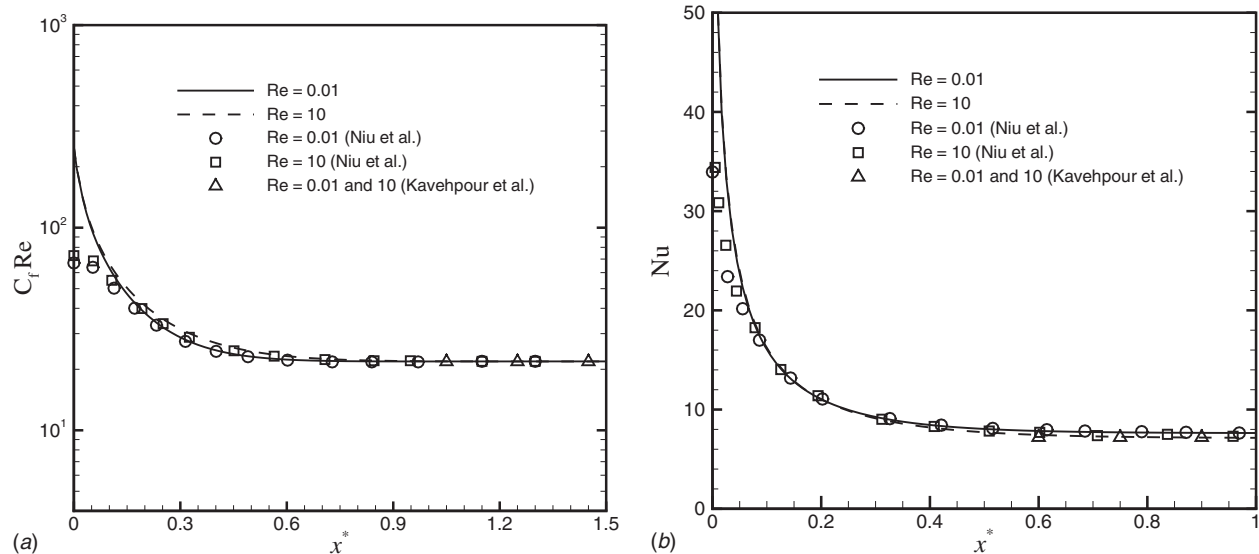 10³
10²
10¹
C_f Re
Re = 0.01
Re = 10
Re = 0.01 (Niu et al.)
Re = 10 (Niu et al.)
Re = 0.01 and 10 (Kavehpour et al.)
0 0.3 0.6 0.9 1.2 1.5
(a) x*
50
40
30
20
10
0
Nu
Re = 0.01
Re = 10
Re = 0.01 (Niu et al.)
Re = 10 (Niu et al.)
Re = 0.01 and 10 (Kavehpour et al.)
0 0.2 0.4 0.6 0.8 1
(b) x*